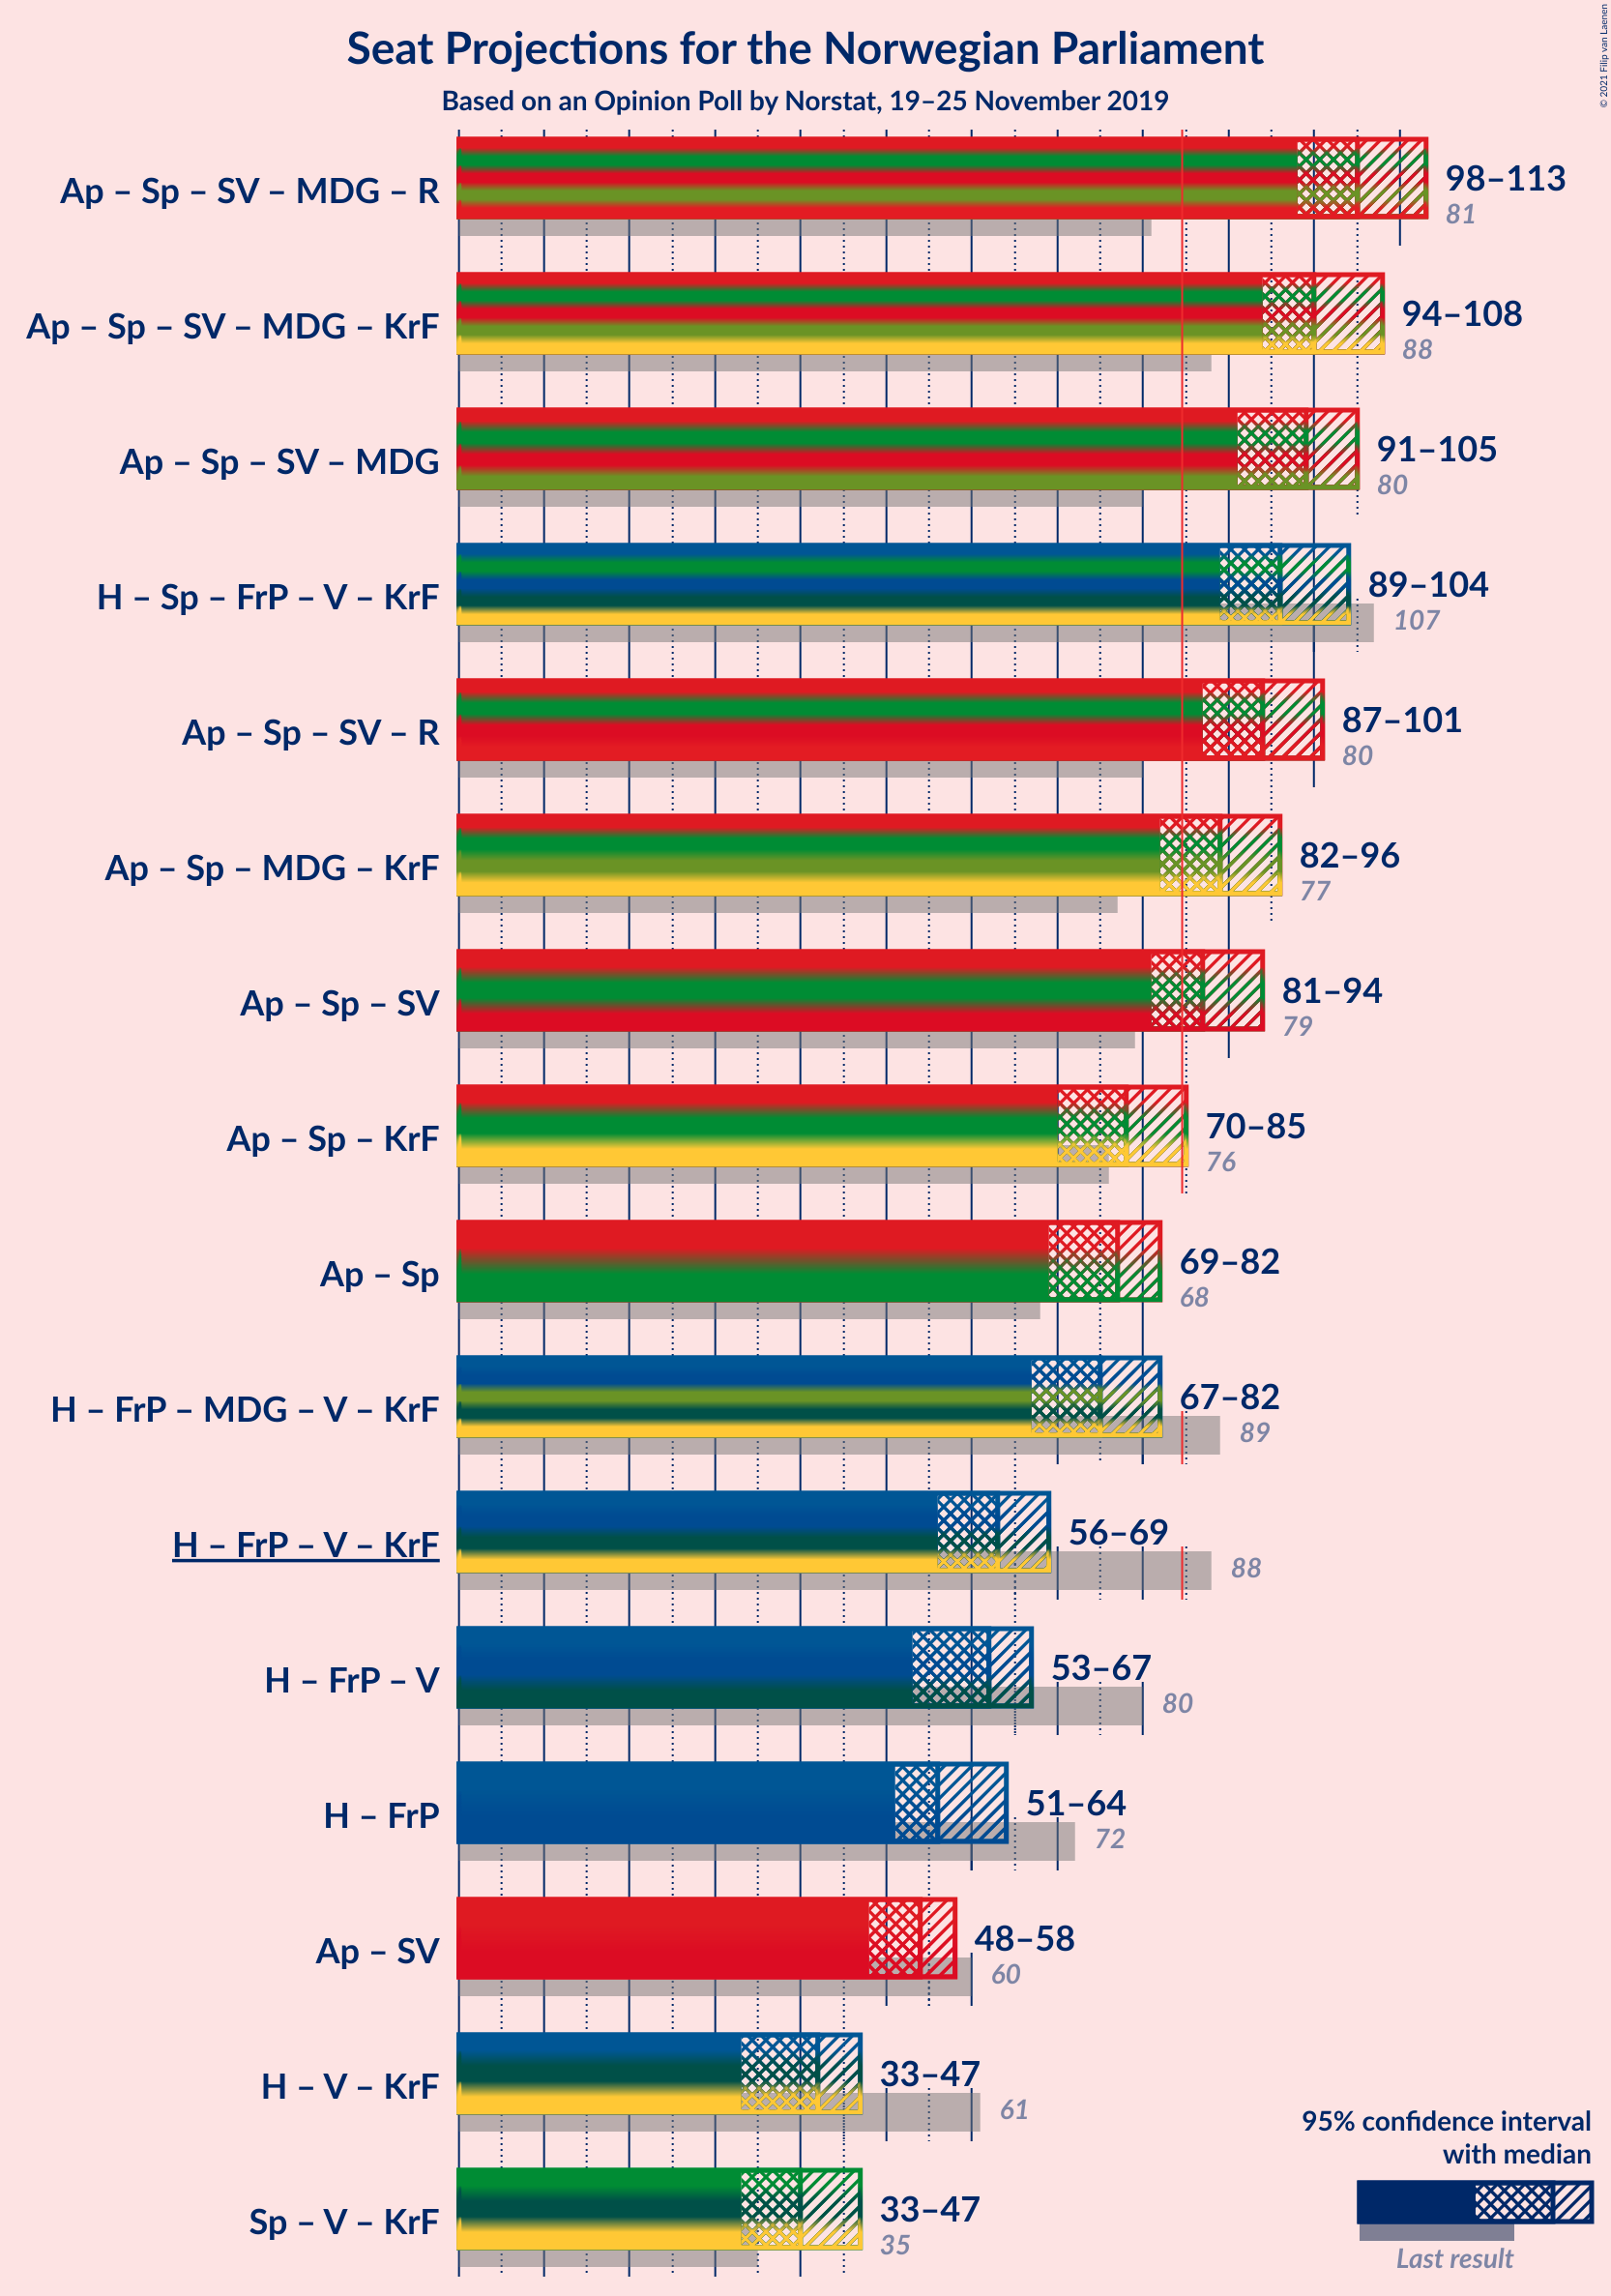 © 2021 Filip van Laenen
Seat Projections for the Norwegian Parliament
Based on an Opinion Poll by Norstat, 19–25 November 2019
Ap – Sp – SV – MDG – R
98–113
81
Ap – Sp – SV – MDG – KrF
94–108
88
Ap – Sp – SV – MDG
91–105
80
H – Sp – FrP – V – KrF
89–104
107
Ap – Sp – SV – R
87–101
80
Ap – Sp – MDG – KrF
82–96
77
Ap – Sp – SV
81–94
79
Ap – Sp – KrF
70–85
76
Ap – Sp
69–82
68
H – FrP – MDG – V – KrF
67–82
89
H – FrP – V – KrF
56–69
88
H – FrP – V
53–67
80
H – FrP
51–64
72
Ap – SV
48–58
60
H – V – KrF
33–47
61
Sp – V – KrF
33–47
35
95% confidence interval
with median
Last result